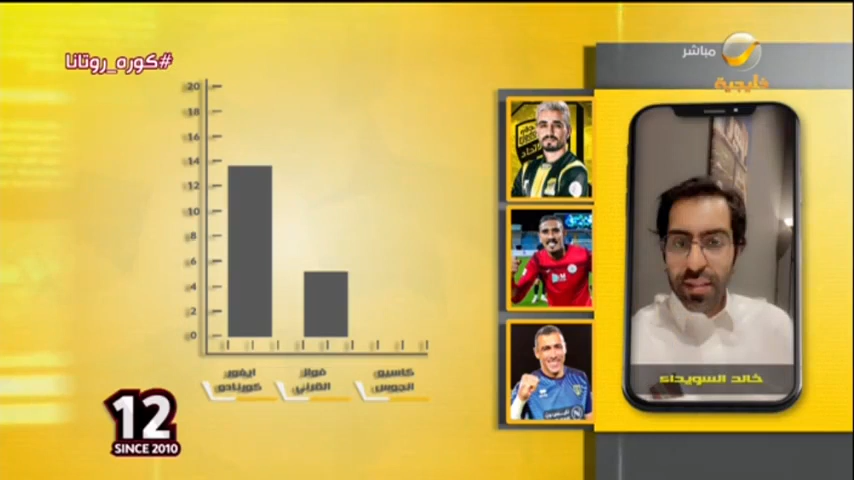 #كوره_روتانا
مباشر
خليجية
20
18
16
14
12
10
8
6
4
2
0
ايغور كورنادو
فواز القرني
كاسيو انجوس
خالد السويداء
12
SINCE 2010